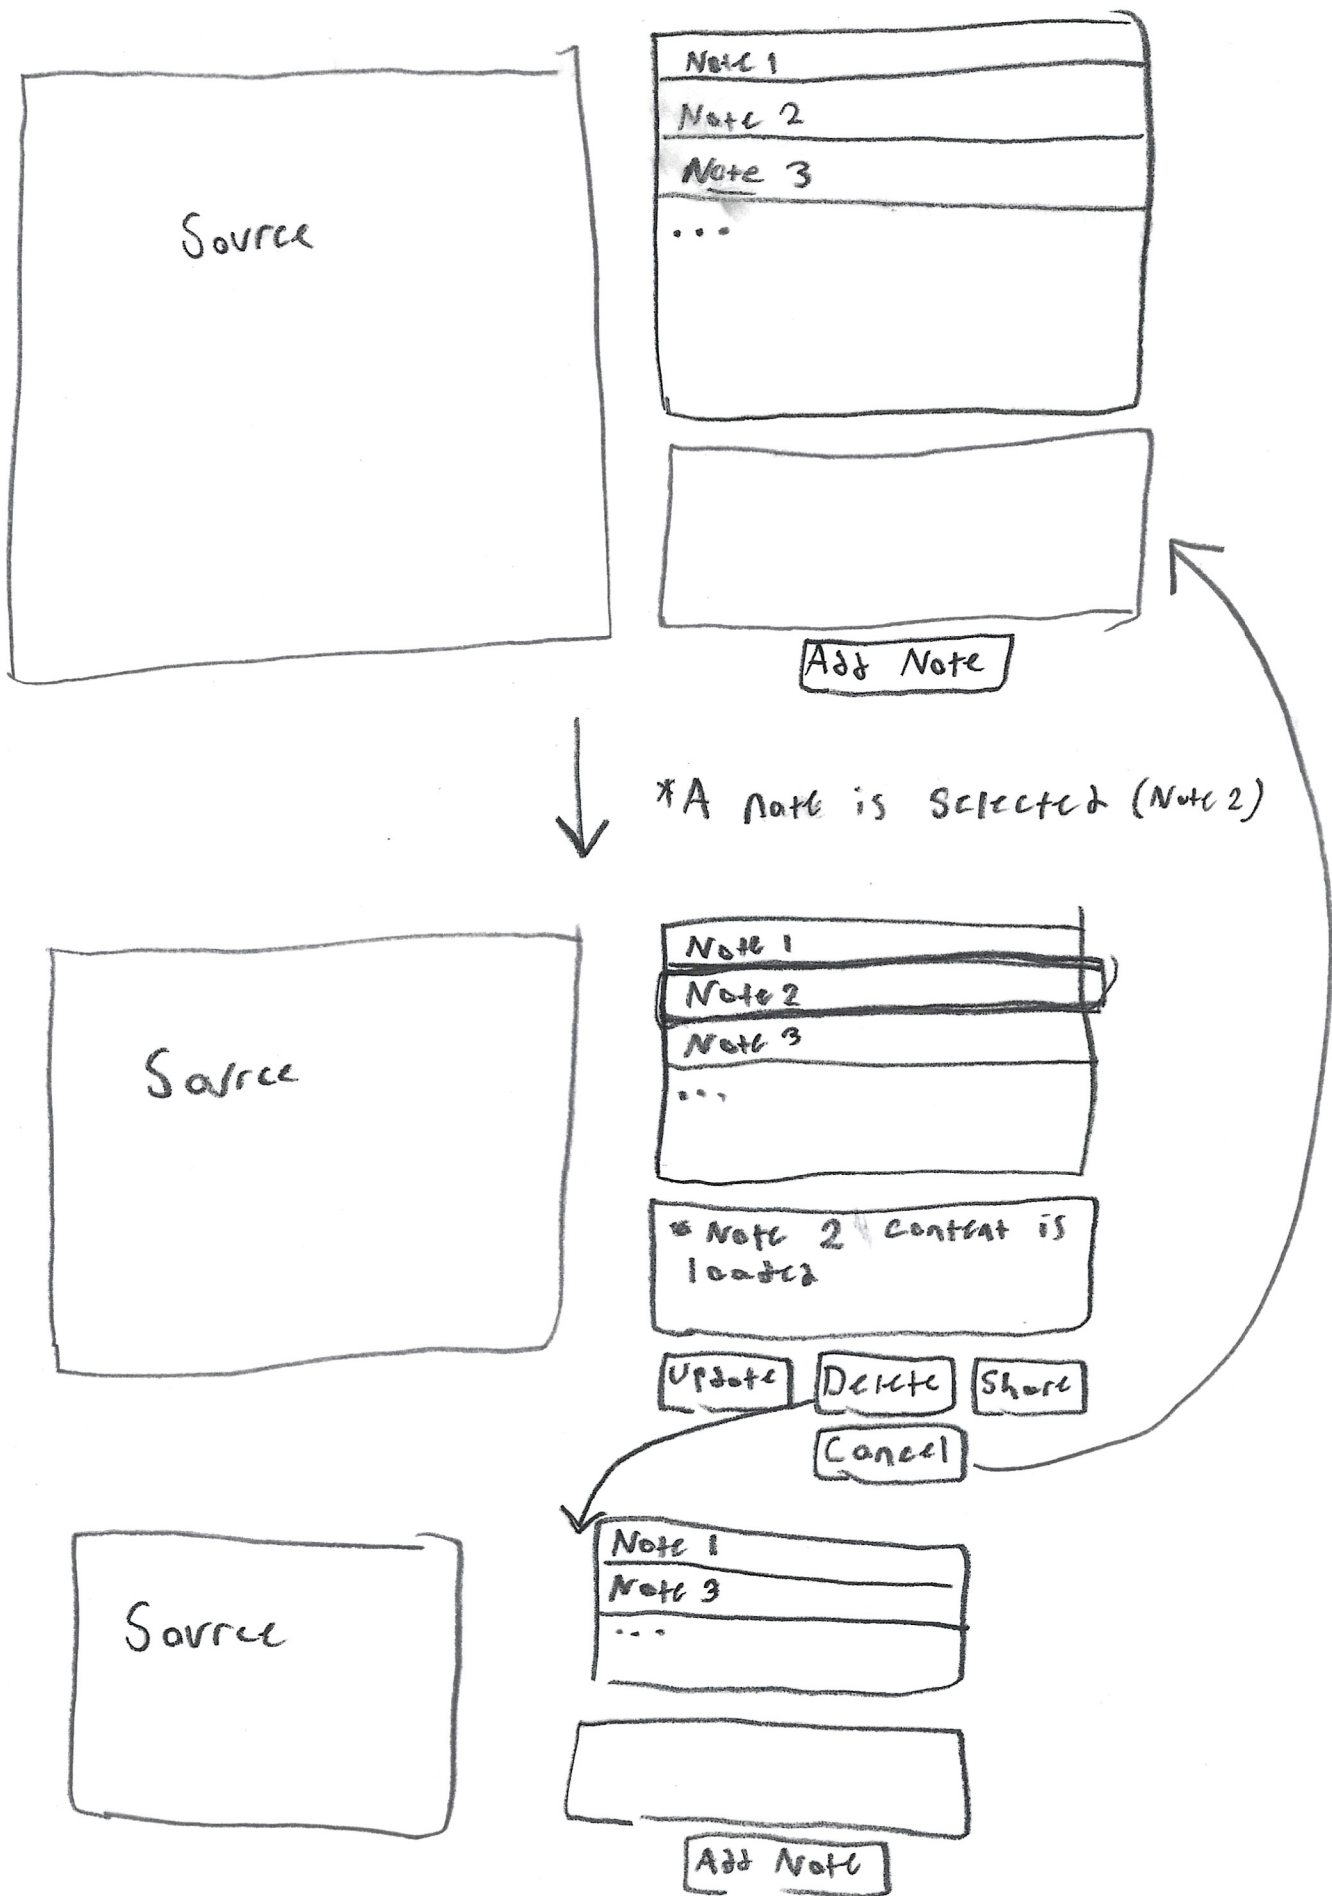 Source
Note 1
Note 2
Note 3
...
Add Note
*A note is selected (Note 2)
Source
Note 1
Note 2
Note 3
...
* Note 2 content is
loaded
Update
Delete
Share
Cancel
Source
Note 1
Note 3
...
Add Note